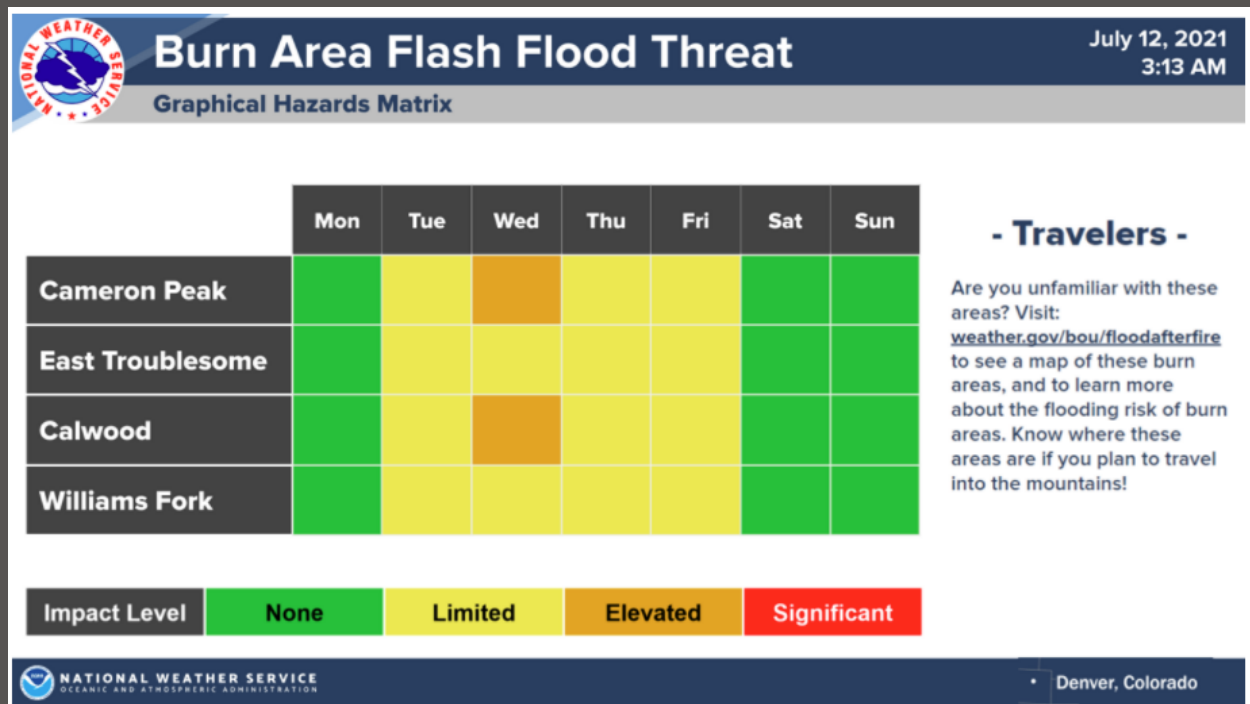 NATIONAL WEATHER SERVICE
Burn Area Flash Flood Threat
July 12, 2021
3:13 AM
Graphical Hazards Matrix
Mon Tue Wed Thu Fri Sat Sun
Cameron Peak
East Troublesome
Calwood
Williams Fork
- Travelers -
Are you unfamiliar with these
areas? Visit:
weather.gov/bou/floodafterfire
to see a map of these burn
areas, and to learn more
about the flooding risk of burn
areas. Know where these
areas are if you plan to travel
into the mountains!
Impact Level None Limited Elevated Significant
NATIONAL WEATHER SERVICE
OCEANIC AND ATMOSPHERIC ADMINISTRATION
Denver, Colorado